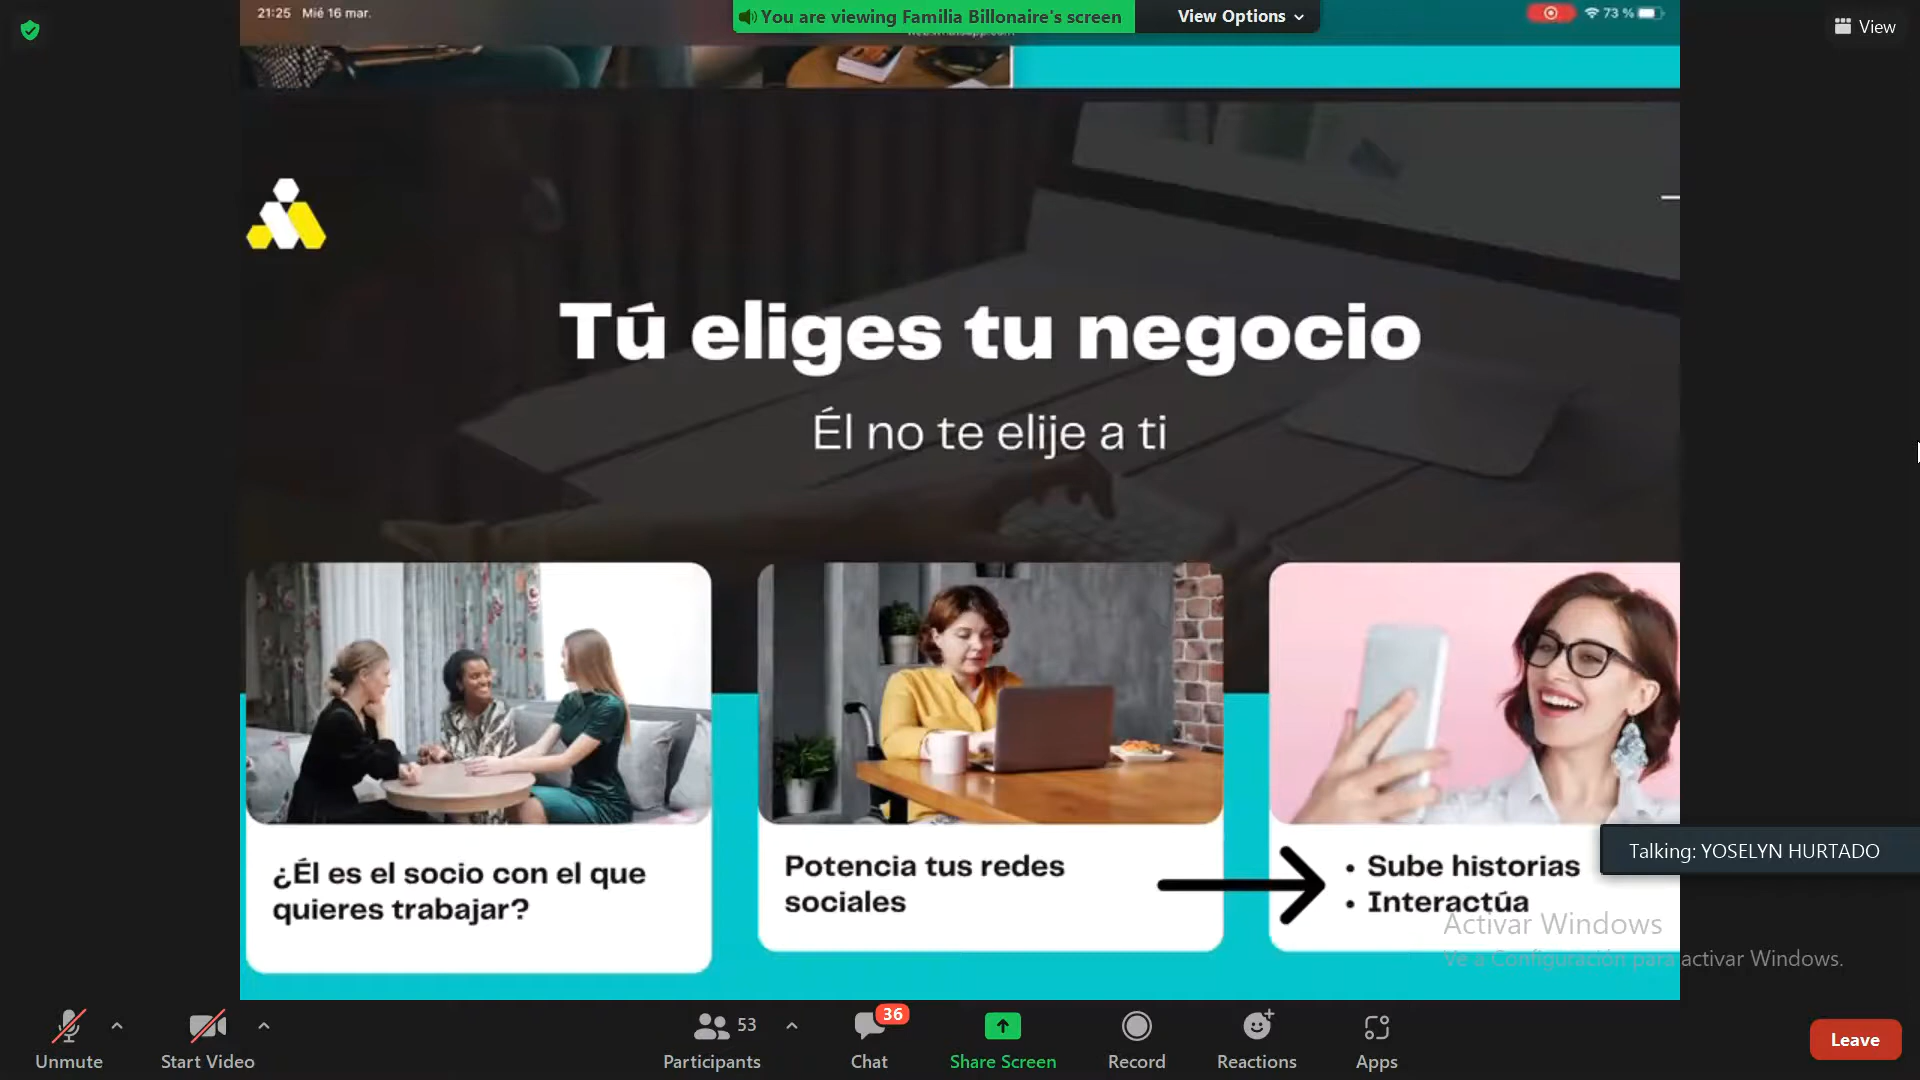 21:25 Mié 16 mar.
You are viewing Familia Billonaire's screen
View Options
73 %
View
Tú eliges tu negocio
Él no te elije a ti
¿Él es el socio con el que
quieres trabajar?
Potencia tus redes
sociales
• Sube historias
• Interactúa
Talking: YOSELYN HURTADO
Activar Windows
Ve a Configuración para activar Windows.
Unmute
Start Video
53
Participants
36
Chat
Share Screen
Record
Reactions
Apps
Leave